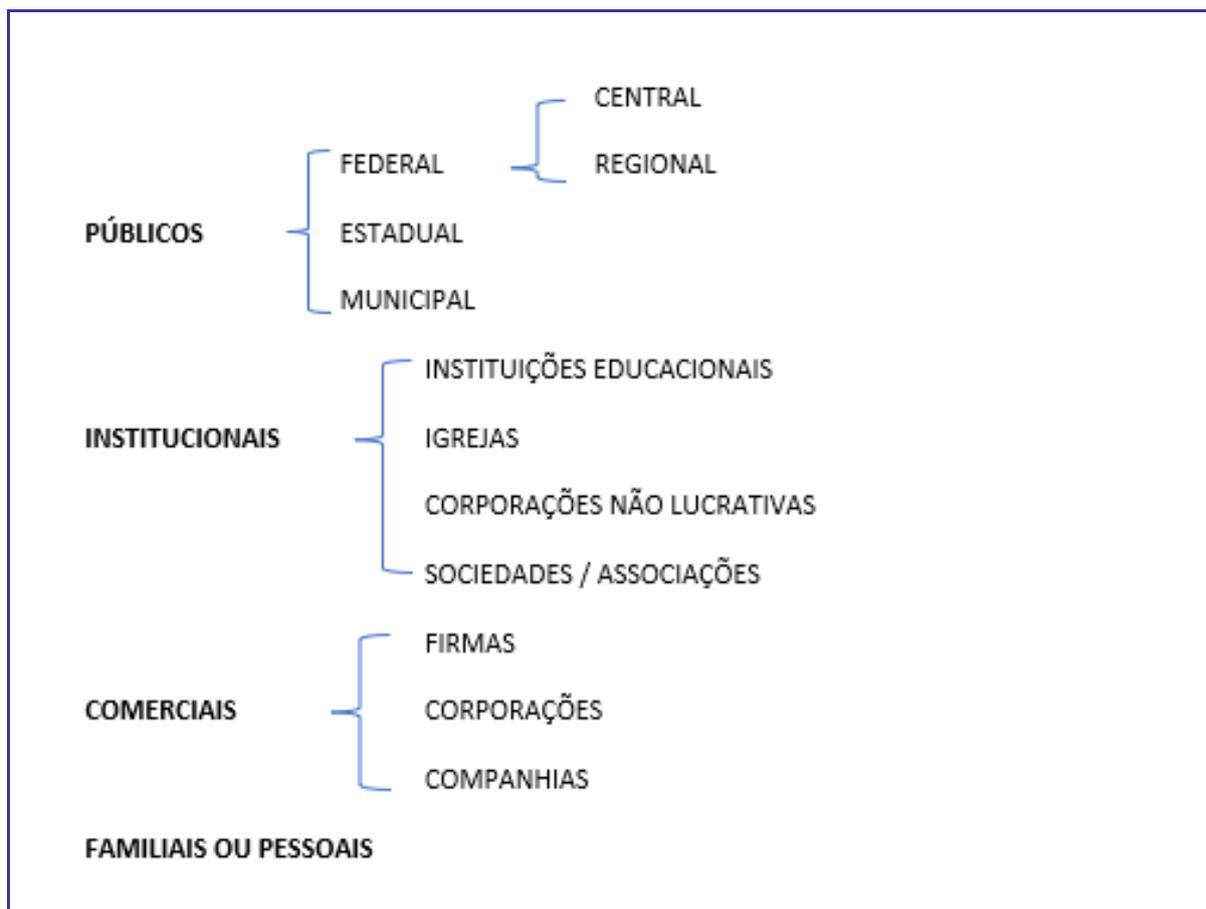 CENTRAL
FEDERAL REGIONAL
PÚBLICOS ESTADUAL
MUNICIPAL
INSTITUIÇÕES EDUCACIONAIS
INSTITUCIONAIS IGREJAS
CORPORAÇÕES NÃO LUCRATIVAS
SOCIEDADES / ASSOCIAÇÕES
FIRMAS
COMERCIAIS CORPORAÇÕES
COMPANHIAS
FAMILIAIS OU PESSOAIS